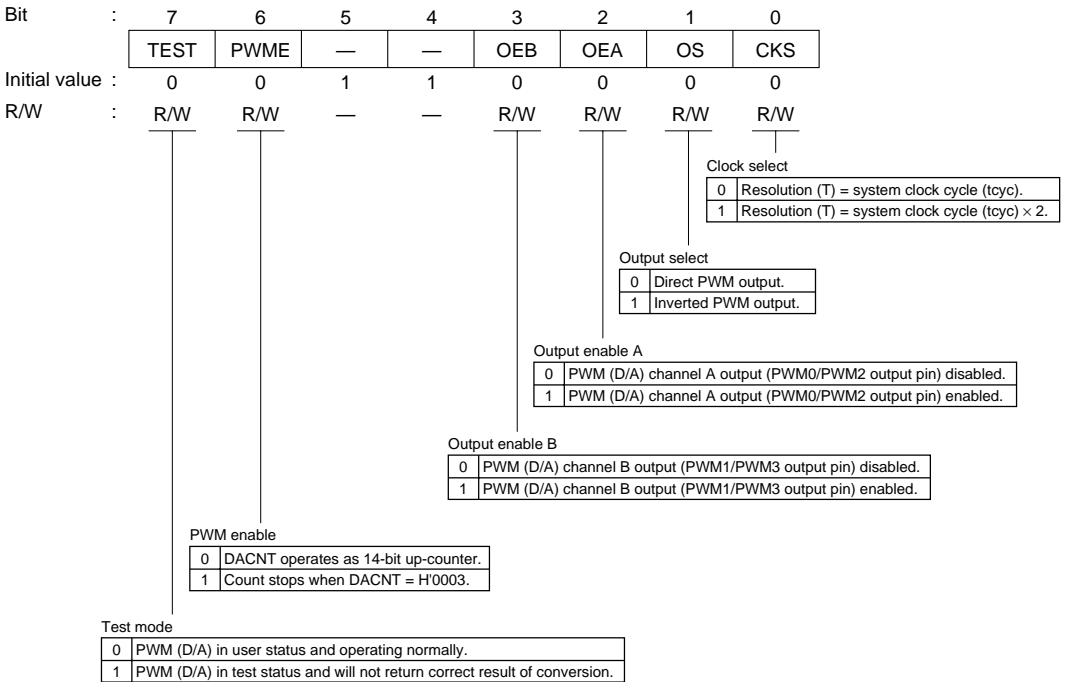 Bit : 7 6 5 4 3 2 1 0
TEST PWME — — OEB OEA OS CKS
Initial value : 0 0 1 1 0 0 0 0
R/W : R/W R/W — — R/W R/W R/W R/W
Clock select
0 Resolution (T) = system clock cycle (tcyc).
1 Resolution (T) = system clock cycle (tcyc) × 2.
Output select
0 Direct PWM output.
1 Inverted PWM output.
Output enable A
0 PWM (D/A) channel A output (PWM0/PWM2 output pin) disabled.
1 PWM (D/A) channel A output (PWM0/PWM2 output pin) enabled.
Output enable B
0 PWM (D/A) channel B output (PWM1/PWM3 output pin) disabled.
1 PWM (D/A) channel B output (PWM1/PWM3 output pin) enabled.
PWM enable
0 DACNT operates as 14-bit up-counter.
1 Count stops when DACNT = H'0003.
Test mode
0 PWM (D/A) in user status and operating normally.
1 PWM (D/A) in test status and will not return correct result of conversion.